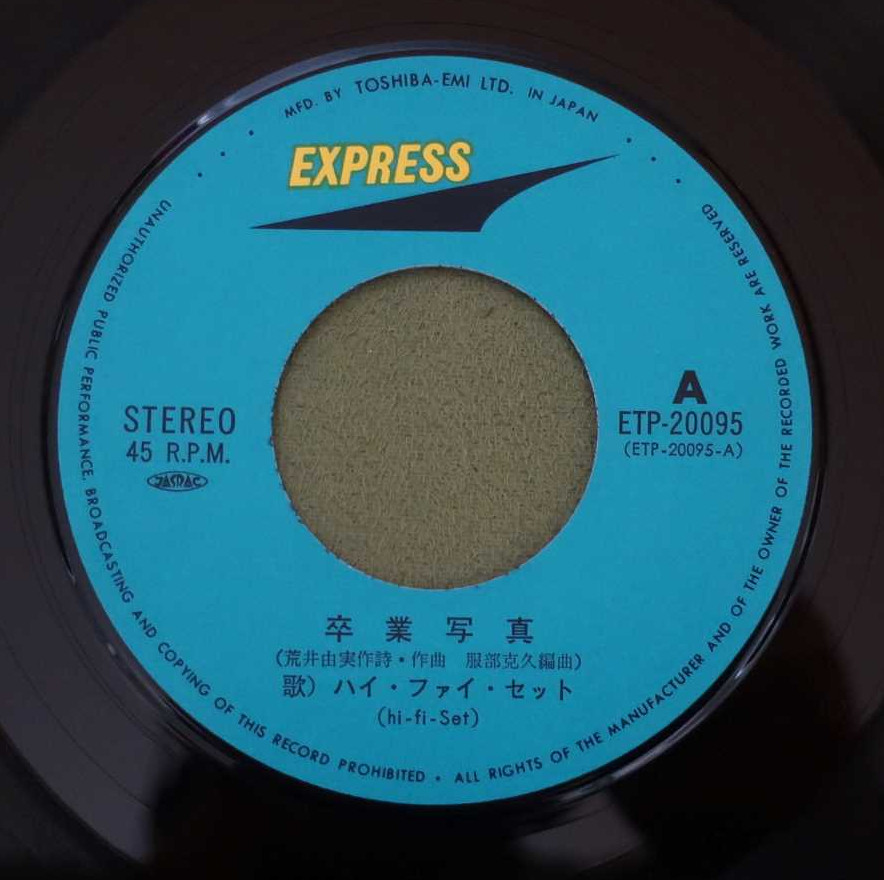 MFD. BY TOSHIBA-EMI LTD. IN JAPAN
EXPRESS
STEREO
45 R.P.M.
JASRAC
A
ETP-20095
(ETP-20095-A)
卒業写真
(荒井由実作詩・作曲 服部克久編曲)
歌) ハイ・ファイ・セット
(hi-fi-Set)
UNAUTHORIZED PUBLIC PERFORMANCE, BROADCASTING AND COPYING OF THIS RECORD PROHIBITED • ALL RIGHTS OF THE MANUFACTURER AND OF THE OWNER OF THE RECORDED WORK ARE RESERVED